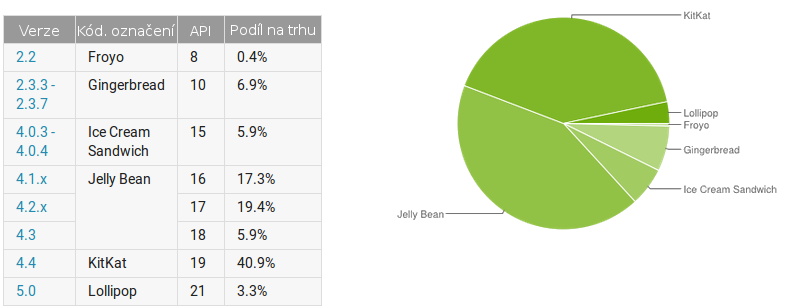 Verze Kód. označení API Podíl na trhu
2.2 Froyo 8 0.4%
2.3.3 - 2.3.7 Gingerbread 10 6.9%
4.0.3 - 4.0.4 Ice Cream Sandwich 15 5.9%
4.1.x Jelly Bean 16 17.3%
4.2.x 17 19.4%
4.3 18 5.9%
4.4 KitKat 19 40.9%
5.0 Lollipop 21 3.3%
KitKat
Lollipop
Froyo
Gingerbread
Ice Cream Sandwich
Jelly Bean